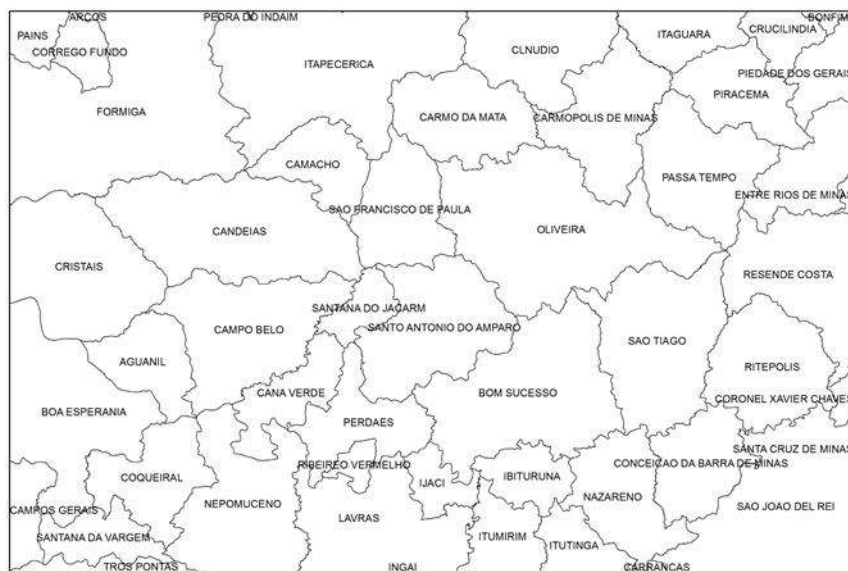 ARCOS
PEDRA DO INDAIM
BONFIM
PAINS
CORREGO FUNDO
ITAPECERICA
CLNUDIO
ITAGUARA
CRUCILINDIA
PIEDADE DOS GERAIS
PIRACEMA
FORMIGA
CARMO DA MATA
CARMOPOLIS DE MINAS
CAMACHO
PASSA TEMPO
ENTRE RIOS DE MINAS
SAO FRANCISCO DE PAULA
CANDEIAS
OLIVEIRA
CRISTAIS
RESENDE COSTA
SANTANA DO JACARM
CAMPO BELO
SANTO ANTONIO DO AMPARO
SAO TIAGO
AGUANIL
RITEPOLIS
CANA VERDE
BOM SUCESSO
CORONEL XAVIER CHAVES
BOA ESPERANIA
PERDAES
SANTA CRUZ DE MINAS
RIBEIREO VERMELHO
CONCEICAO DA BARRA DE MINAS
COQUEIRAL
IJACI
IBITURUNA
NAZARENO
NEPOMUCENO
SAO JOAO DEL REI
CAMPOS GERAIS
LAVRAS
SANTANA DA VARGEM
ITUMIRIM
ITUTINGA
TROS PONTAS
INGAI
CARRANCAS